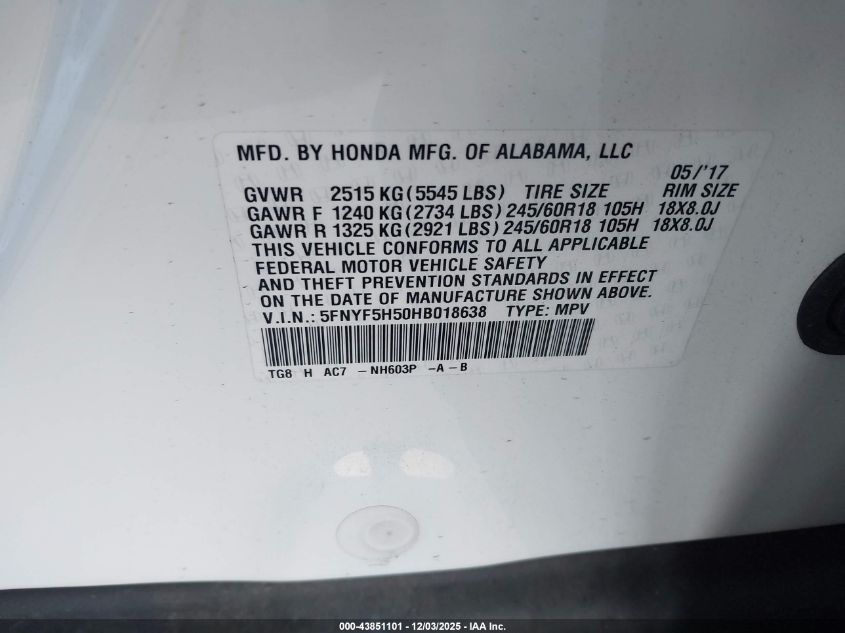 MFD. BY HONDA MFG. OF ALABAMA, LLC
05/'17
GVWR 2515 KG (5545 LBS) TIRE SIZE RIM SIZE
GAWR F 1240 KG (2734 LBS) 245/60R18 105H 18X8.0J
GAWR R 1325 KG (2921 LBS) 245/60R18 105H 18X8.0J
THIS VEHICLE CONFORMS TO ALL APPLICABLE
FEDERAL MOTOR VEHICLE SAFETY
AND THEFT PREVENTION STANDARDS IN EFFECT
ON THE DATE OF MANUFACTURE SHOWN ABOVE.
V.I.N.: 5FNYF5H50HB018638 TYPE: MPV
TG8 H AC7 – NH603P –A – B
000-43851101 - 12/03/2025 - IAA Inc.